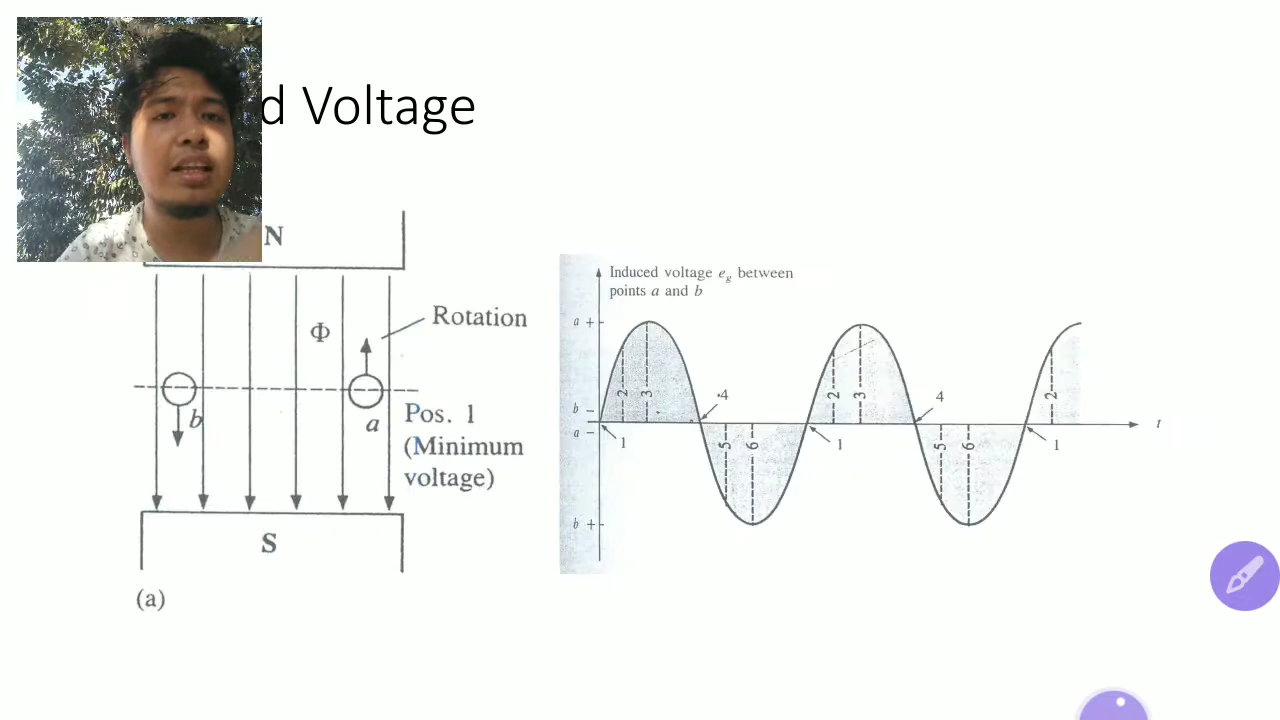 d Voltage
N
Φ
Rotation
b
a
Pos. 1
(Minimum
voltage)
S
(a)
Induced voltage eg between
points a and b
a +
b −
a −
b +
1
2
3
4
5
6
1
2
3
4
5
6
1
2
t